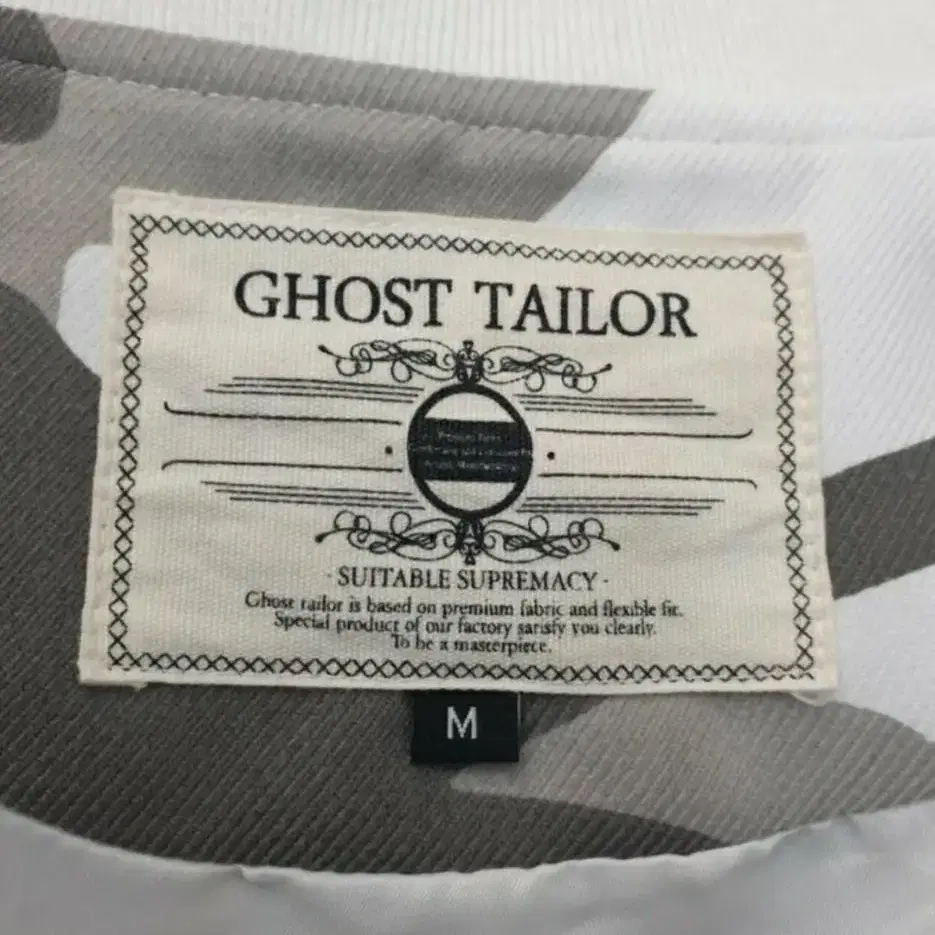 GHOST TAILOR
· SUITABLE SUPREMACY ·
Ghost tailor is based on premium fabric and flexible fit.
Special product of our factory satisfy you clearly.
To be a masterpiece.
M